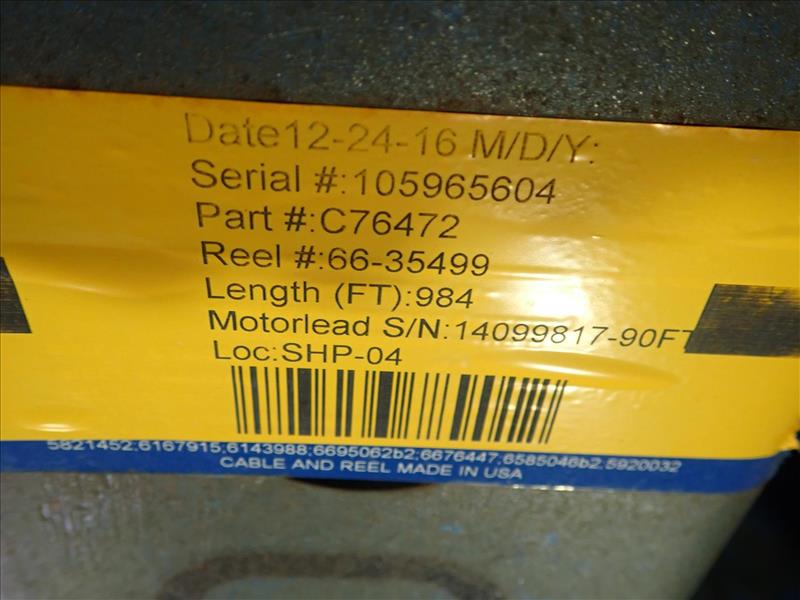 Date12-24-16 M/D/Y:
Serial #:105965604
Part #:C76472
Reel #:66-35499
Length (FT):984
Motorlead S/N:14099817-90FT
Loc:SHP-04
5821452;6167915;6143988;6695062b2;6676447;6585046b2,5920032
CABLE AND REEL MADE IN USA